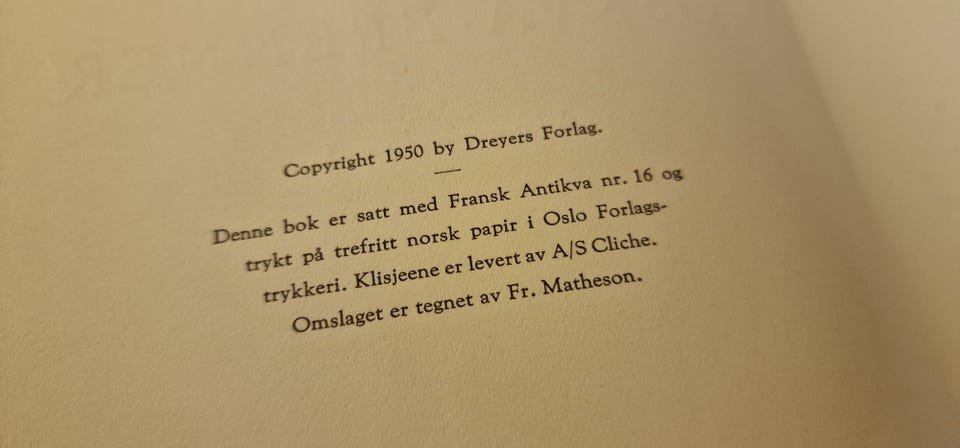 Copyright 1950 by Dreyers Forlag.
Denne bok er satt med Fransk Antikva nr. 16 og
trykt på trefritt norsk papir i Oslo Forlags-
trykkeri. Klisjeene er levert av A/S Cliche.
Omslaget er tegnet av Fr. Matheson.